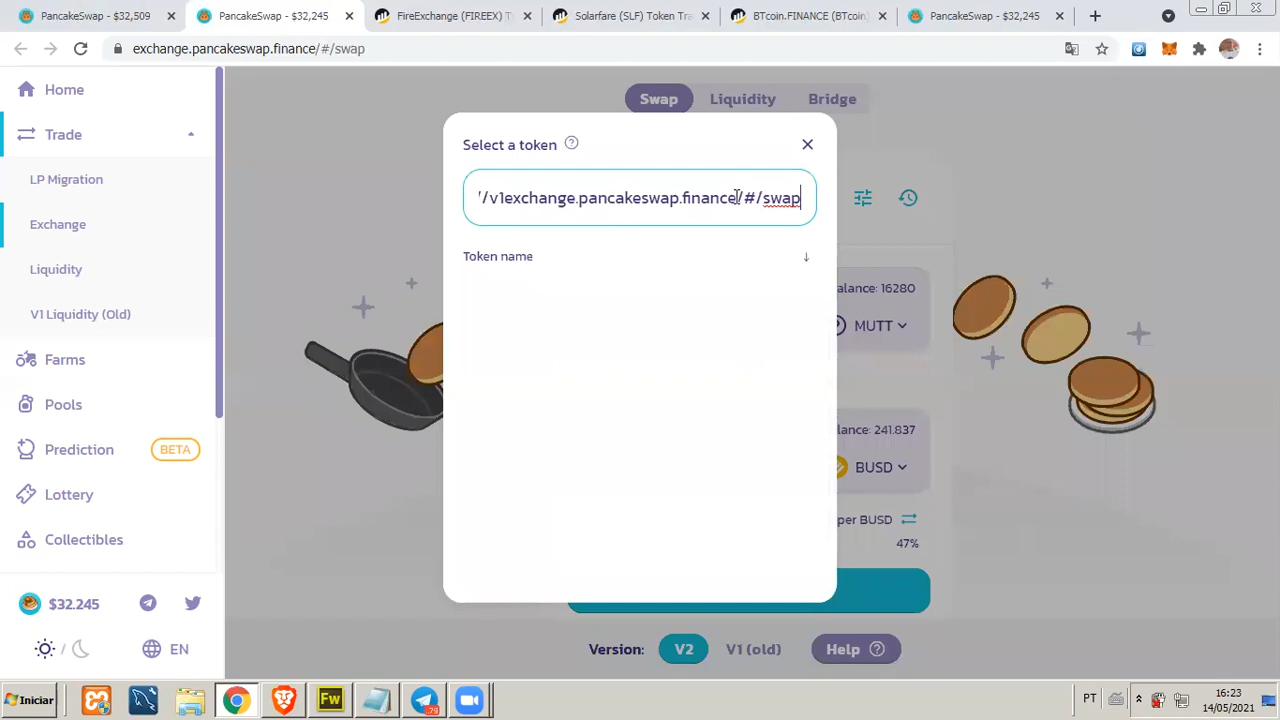 PancakeSwap - $32,509
PancakeSwap - $32,245
FireExchange (FIREEX) T
Solarfare (SLF) Token Tra
BTcoin.FINANCE (BTcoin)
PancakeSwap - $32,245
exchange.pancakeswap.finance/#/swap
Home
Trade
LP Migration
Exchange
Liquidity
V1 Liquidity (Old)
Farms
Pools
Prediction BETA
Lottery
Collectibles
$32.245
EN
Swap Liquidity Bridge
Select a token
//v1exchange.pancakeswap.finance/#/swap
Token name
alance: 16280
MUTT
alance: 241.837
BUSD
per BUSD
47%
Version: V2 V1 (old) Help
Iniciar
79
PT
16:23
14/05/2021